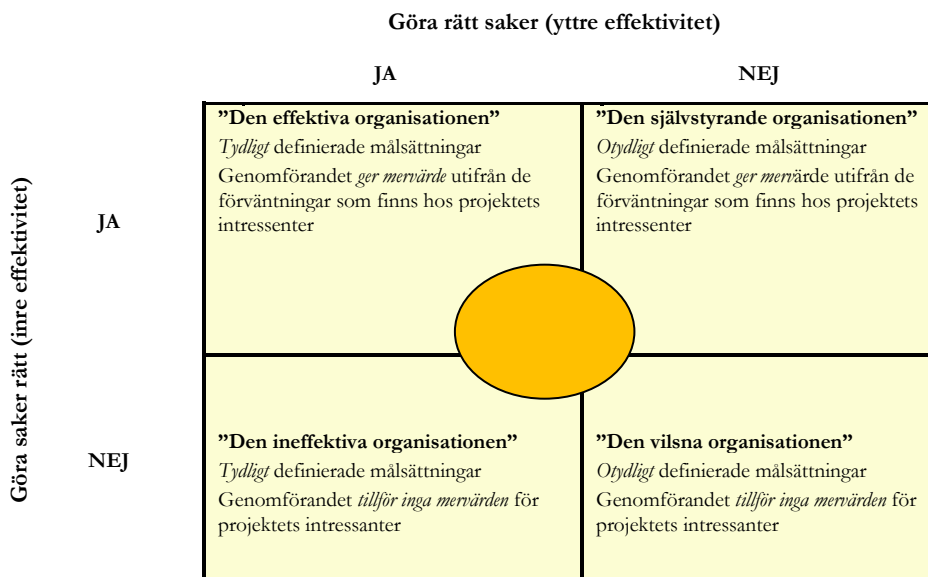 Göra rätt saker (yttre effektivitet)
JA
NEJ
Göra saker rätt (inre effektivitet)
JA
”Den effektiva organisationen”
Tydligt definierade målsättningar
Genomförandet ger mervärde utifrån de
förväntningar som finns hos projektets
intressenter
”Den självstyrande organisationen”
Otydligt definierade målsättningar
Genomförandet ger mervärde utifrån de
förväntningar som finns hos projektets
intressenter
NEJ
”Den ineffektiva organisationen”
Tydligt definierade målsättningar
Genomförandet tillför inga mervärden för
projektets intressanter
”Den vilsna organisationen”
Otydligt definierade målsättningar
Genomförandet tillför inga mervärden för
projektets intressanter